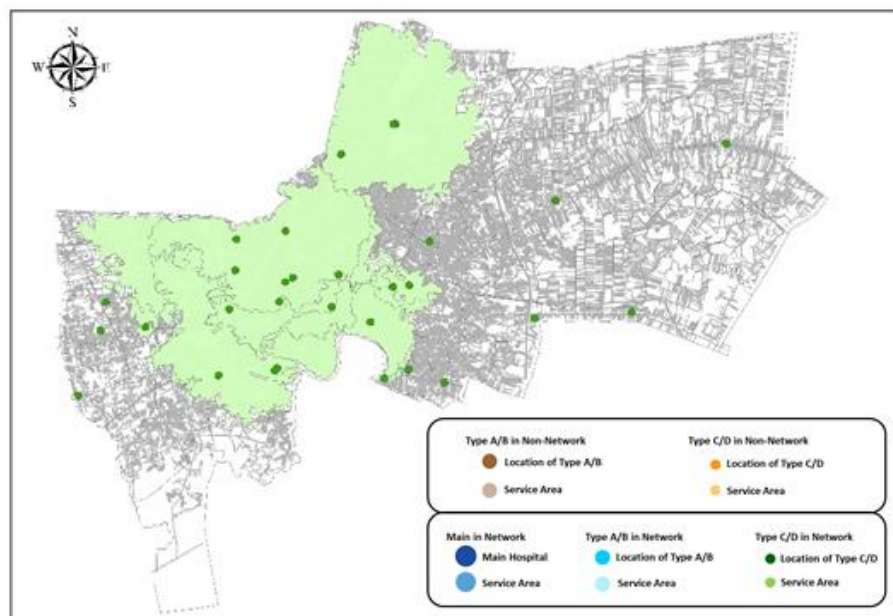 N
W E
S
Type A/B in Non-Network Type C/D in Non-Network
Location of Type A/B Location of Type C/D
Service Area Service Area
Main in Network Type A/B in Network Type C/D in Network
Main Hospital Location of Type A/B Location of Type C/D
Service Area Service Area Service Area